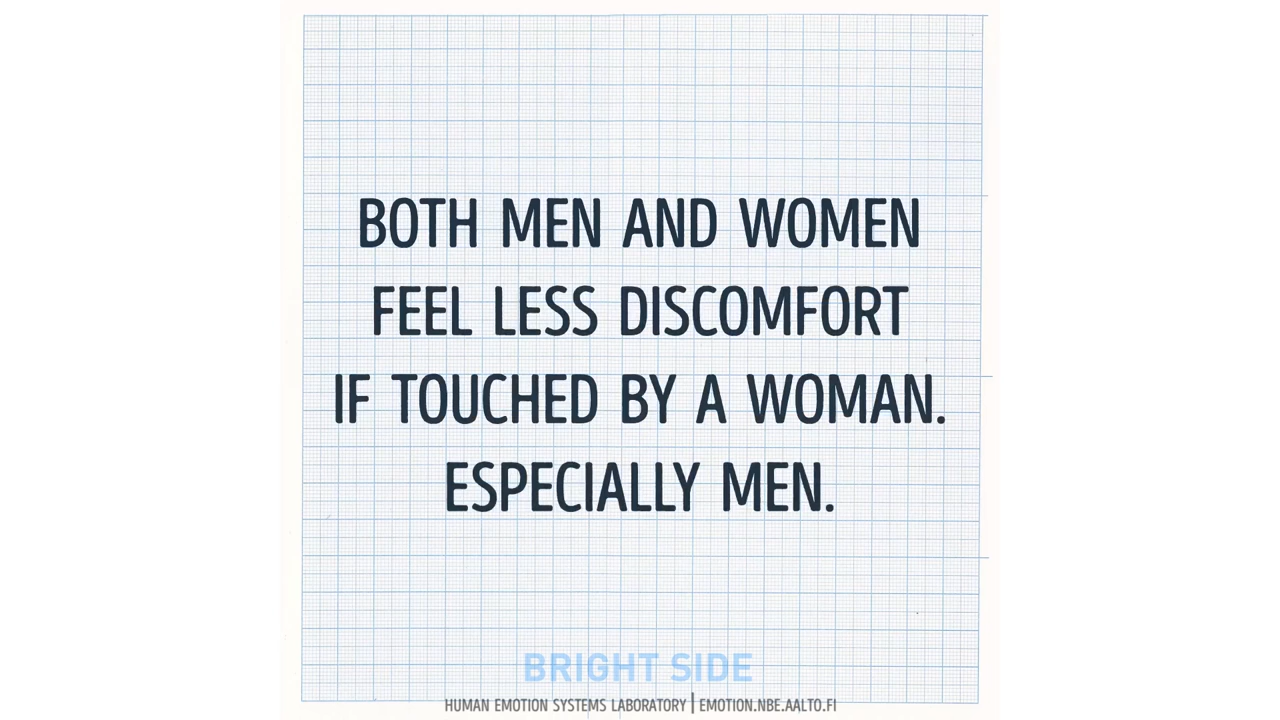 BOTH MEN AND WOMEN
FEEL LESS DISCOMFORT
IF TOUCHED BY A WOMAN.
ESPECIALLY MEN.
BRIGHT SIDE
HUMAN EMOTION SYSTEMS LABORATORY | EMOTION.NBE.AALTO.FI